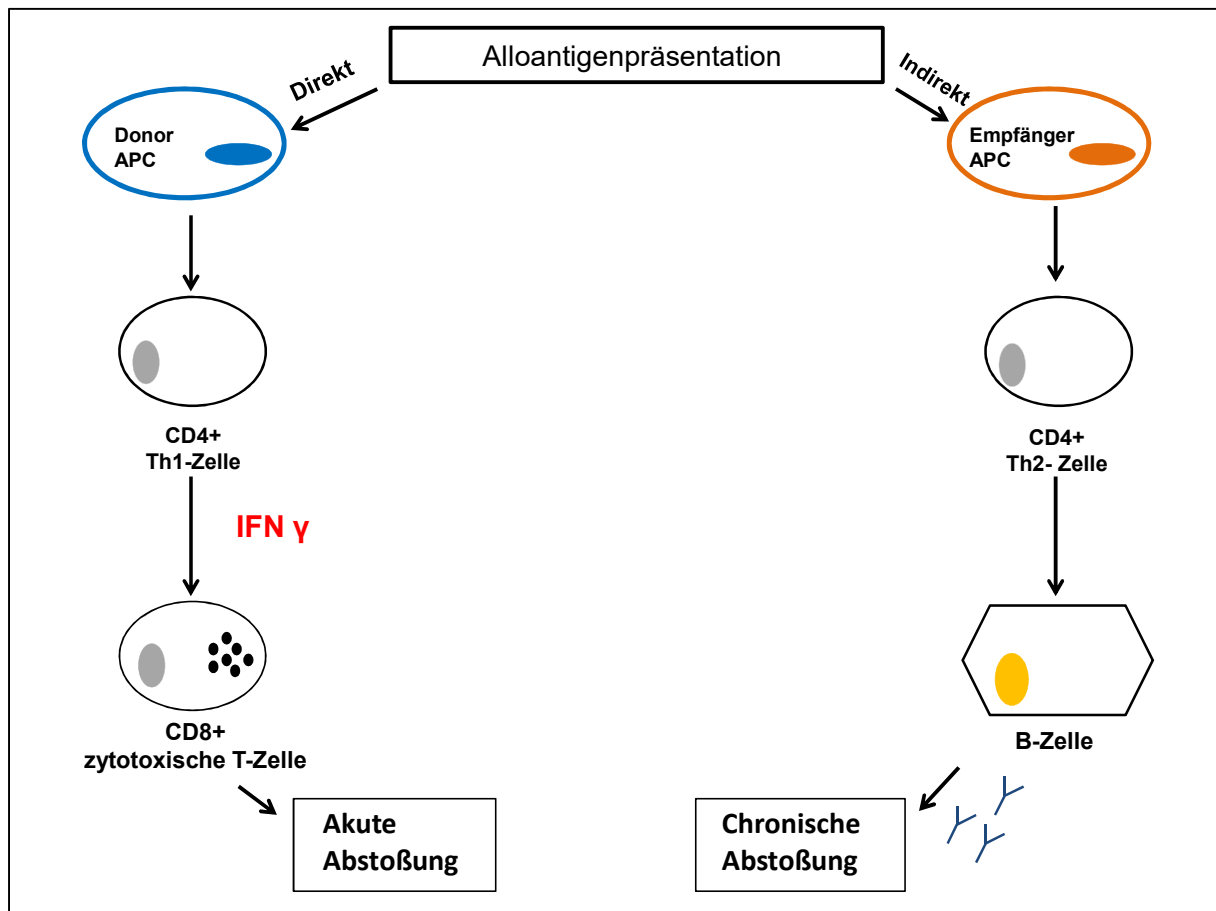 Alloantigenpräsentation
Direkt
Indirekt
Donor
APC
Empfänger
APC
CD4+
Th1-Zelle
CD4+
Th2- Zelle
IFN γ
CD8+
zytotoxische T-Zelle
B-Zelle
Akute
Abstoßung
Chronische
Abstoßung